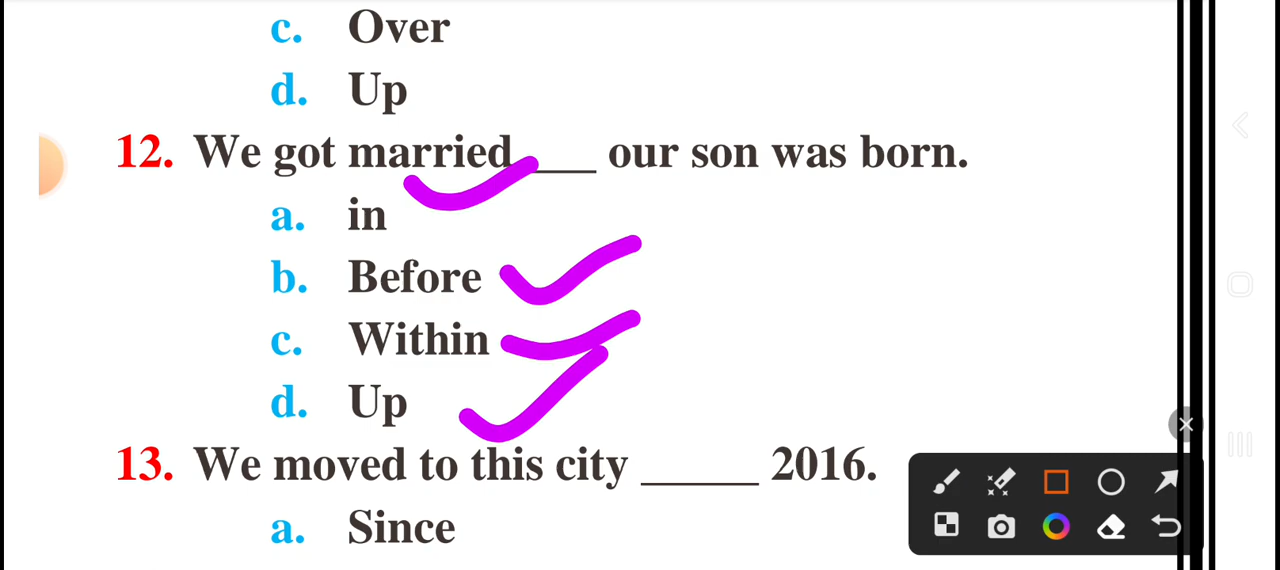 c. Over
d. Up
12. We got married ___ our son was born.
a. in
b. Before
c. Within
d. Up
13. We moved to this city _____ 2016.
a. Since